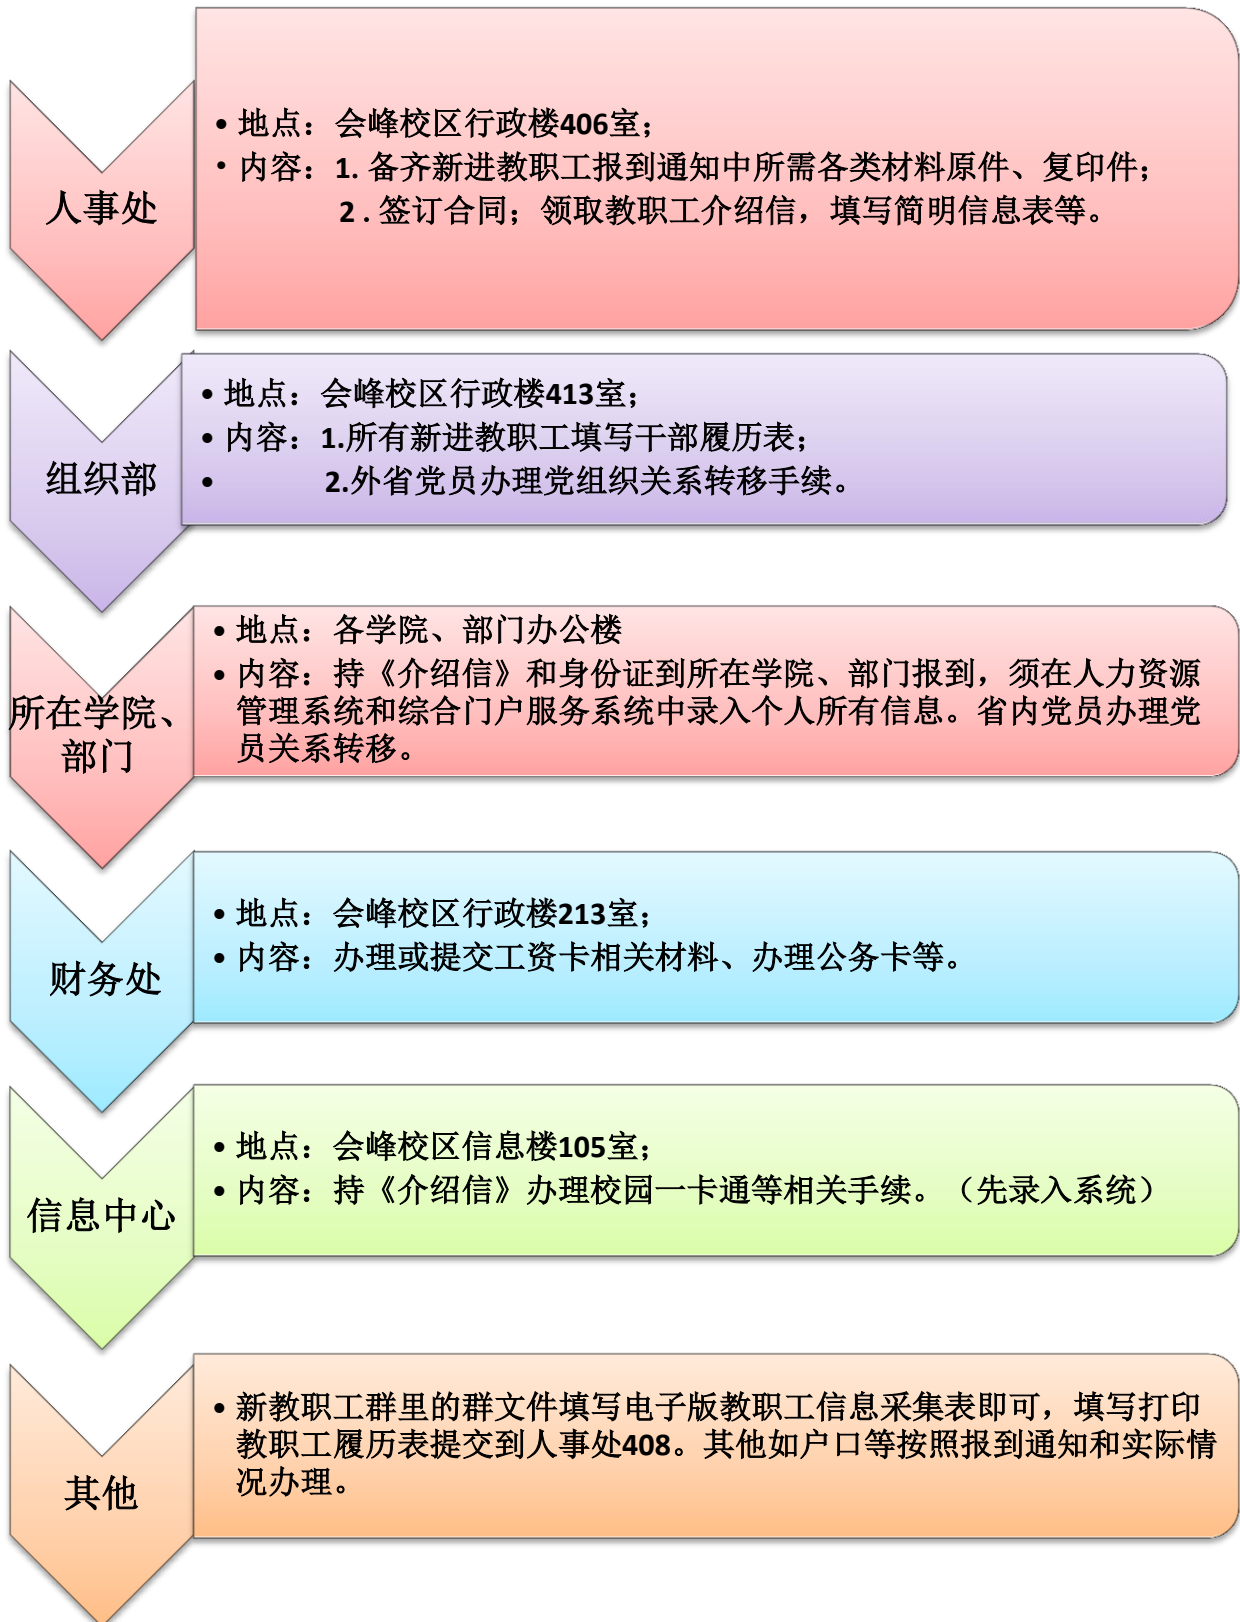 人事处
• 地点：会峰校区行政楼406室；
• 内容：1. 备齐新进教职工报到通知中所需各类材料原件、复印件；
2 . 签订合同；领取教职工介绍信，填写简明信息表等。
组织部
• 地点：会峰校区行政楼413室；
• 内容：1.所有新进教职工填写干部履历表；
• 2.外省党员办理党组织关系转移手续。
所在学院、
部门
• 地点：各学院、部门办公楼
• 内容：持《介绍信》和身份证到所在学院、部门报到，须在人力资源
管理系统和综合门户服务系统中录入个人所有信息。省内党员办理党
员关系转移。
财务处
• 地点：会峰校区行政楼213室；
• 内容：办理或提交工资卡相关材料、办理公务卡等。
信息中心
• 地点：会峰校区信息楼105室；
• 内容：持《介绍信》办理校园一卡通等相关手续。（先录入系统）
其他
• 新教职工群里的群文件填写电子版教职工信息采集表即可，填写打印
教职工履历表提交到人事处408。其他如户口等按照报到通知和实际情
况办理。